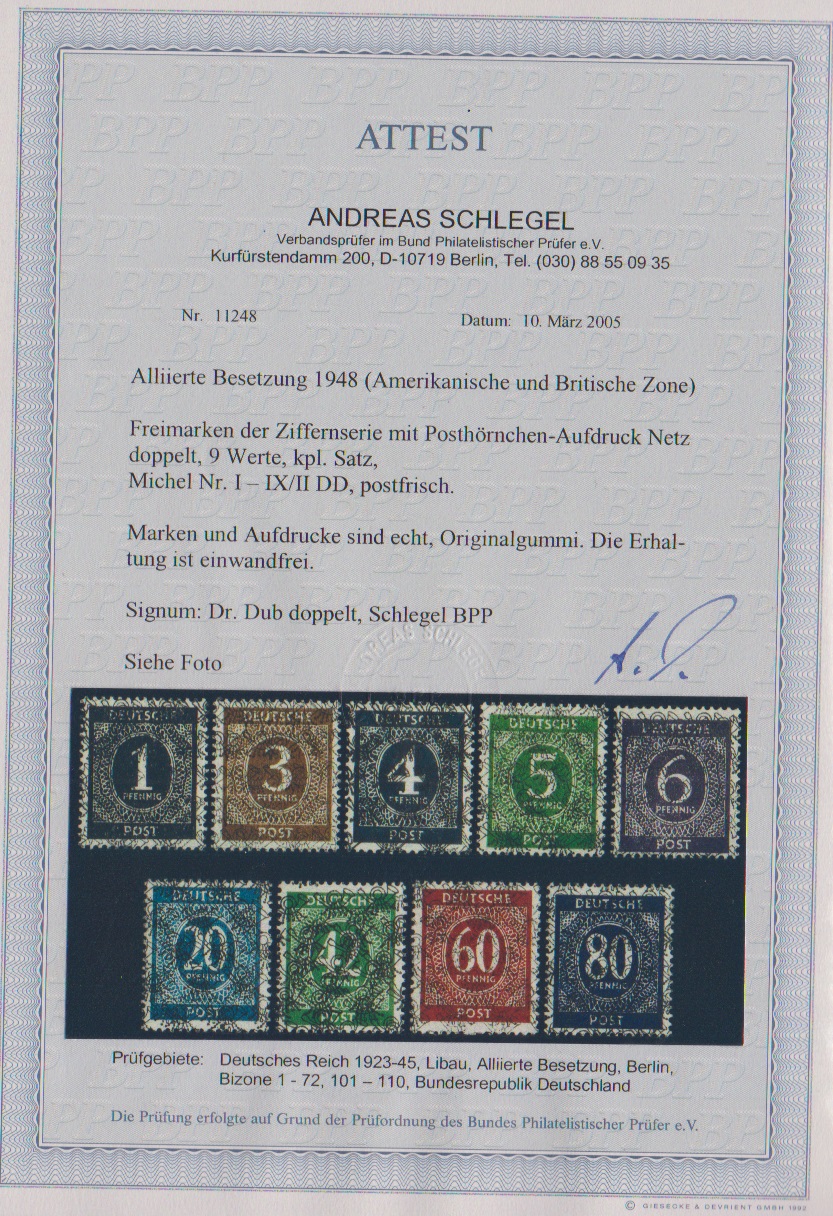 ATTEST
ANDREAS SCHLEGEL
Verbandsprüfer im Bund Philatelistischer Prüfer e.V.
Kurfürstendamm 200, D-10719 Berlin, Tel. (030) 88 55 09 35
Nr. 11248 Datum: 10. März 2005
Alliierte Besetzung 1948 (Amerikanische und Britische Zone)
Freimarken der Ziffernserie mit Posthörnchen-Aufdruck Netz
doppelt, 9 Werte, kpl. Satz,
Michel Nr. I – IX/II DD, postfrisch.
Marken und Aufdrucke sind echt, Originalgummi. Die Erhal-
tung ist einwandfrei.
Signum: Dr. Dub doppelt, Schlegel BPP
Siehe Foto
ANDREAS SCHLEGEL
DEUTSCHE DEUTSCHE DEUTSCHE DEUTSCHE DEUTSCHE
1 3 4 5 6
PFENNIG PFENNIG PFENNIG PFENNIG PFENNIG
POST POST POST POST POST
DEUTSCHE DEUTSCHE DEUTSCHE DEUTSCHE
20 42 60 80
PFENNIG PFENNIG PFENNIG PFENNIG
POST POST POST POST
Prüfgebiete: Deutsches Reich 1923-45, Libau, Alliierte Besetzung, Berlin,
Bizone 1 - 72, 101 – 110, Bundesrepublik Deutschland
Die Prüfung erfolgte auf Grund der Prüfordnung des Bundes Philatelistischer Prüfer e.V.
© GIESECKE & DEVRIENT GMBH 1992